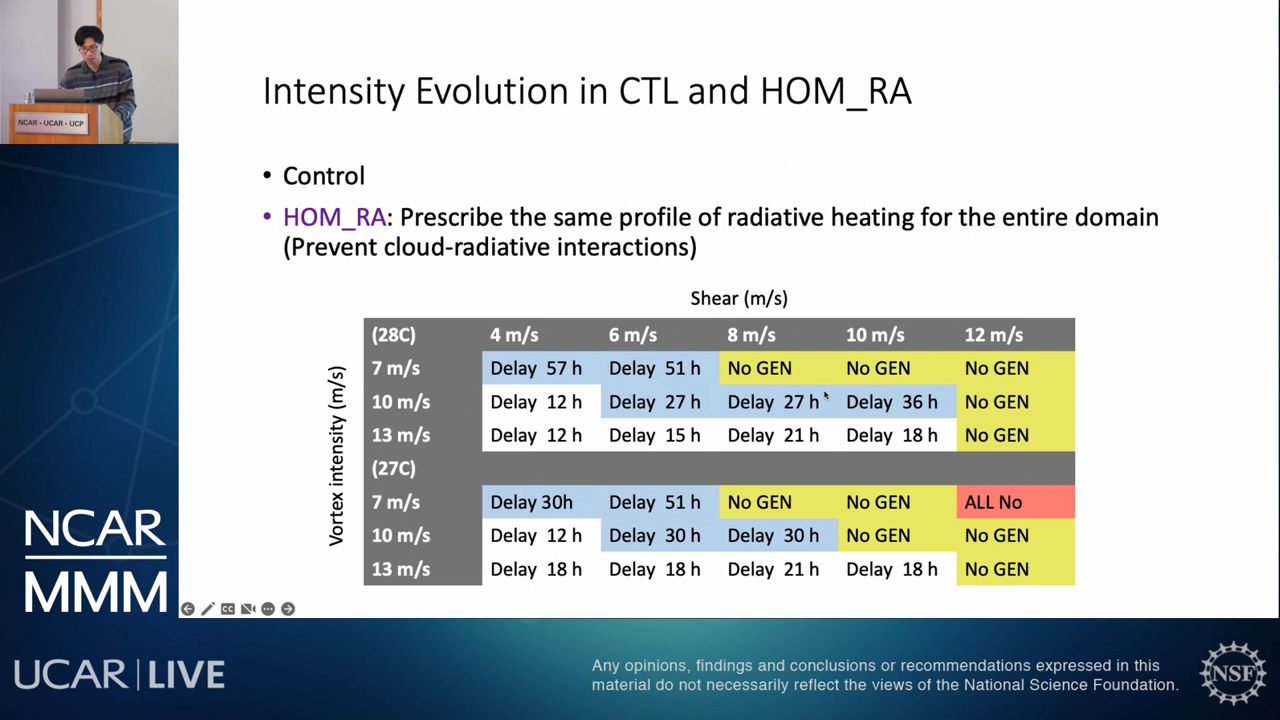 NCAR • UCAR • UCP
Intensity Evolution in CTL and HOM_RA
• Control
• HOM_RA: Prescribe the same profile of radiative heating for the entire domain
(Prevent cloud-radiative interactions)
Shear (m/s)
Vortex intensity (m/s)
(28C) 4 m/s 6 m/s 8 m/s 10 m/s 12 m/s
7 m/s Delay 57 h Delay 51 h No GEN No GEN No GEN
10 m/s Delay 12 h Delay 27 h Delay 27 h Delay 36 h No GEN
13 m/s Delay 12 h Delay 15 h Delay 21 h Delay 18 h No GEN
(27C)
7 m/s Delay 30h Delay 51 h No GEN No GEN ALL No
10 m/s Delay 12 h Delay 30 h Delay 30 h No GEN No GEN
13 m/s Delay 18 h Delay 18 h Delay 21 h Delay 18 h No GEN
NCAR
MMM
CC
UCAR | LIVE
Any opinions, findings and conclusions or recommendations expressed in this
material do not necessarily reflect the views of the National Science Foundation.
NSF